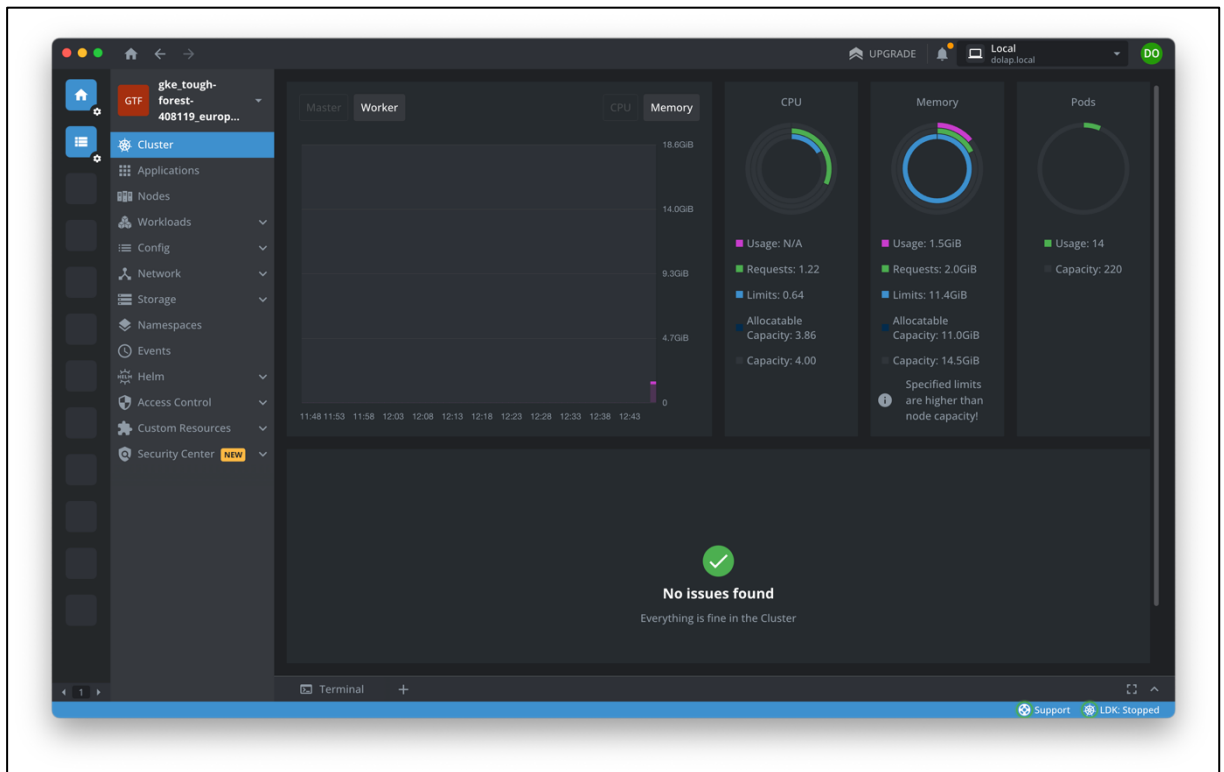 UPGRADE
Local
dolap.local
DO
GTF
gke_tough-
forest-
408119_europ...
Cluster
Applications
Nodes
Workloads
Config
Network
Storage
Namespaces
Events
HELM
Helm
Access Control
Custom Resources
Security Center NEW
1
Master Worker
CPU Memory
18.6GiB
14.0GiB
9.3GiB
4.7GiB
0
11:48 11:53 11:58 12:03 12:08 12:13 12:18 12:23 12:28 12:33 12:38 12:43
CPU
Usage: N/A
Requests: 1.22
Limits: 0.64
Allocatable
Capacity: 3.86
Capacity: 4.00
Memory
Usage: 1.5GiB
Requests: 2.0GiB
Limits: 11.4GiB
Allocatable
Capacity: 11.0GiB
Capacity: 14.5GiB
Specified limits
are higher than
node capacity!
Pods
Usage: 14
Capacity: 220
No issues found
Everything is fine in the Cluster
Terminal +
Support LDK: Stopped